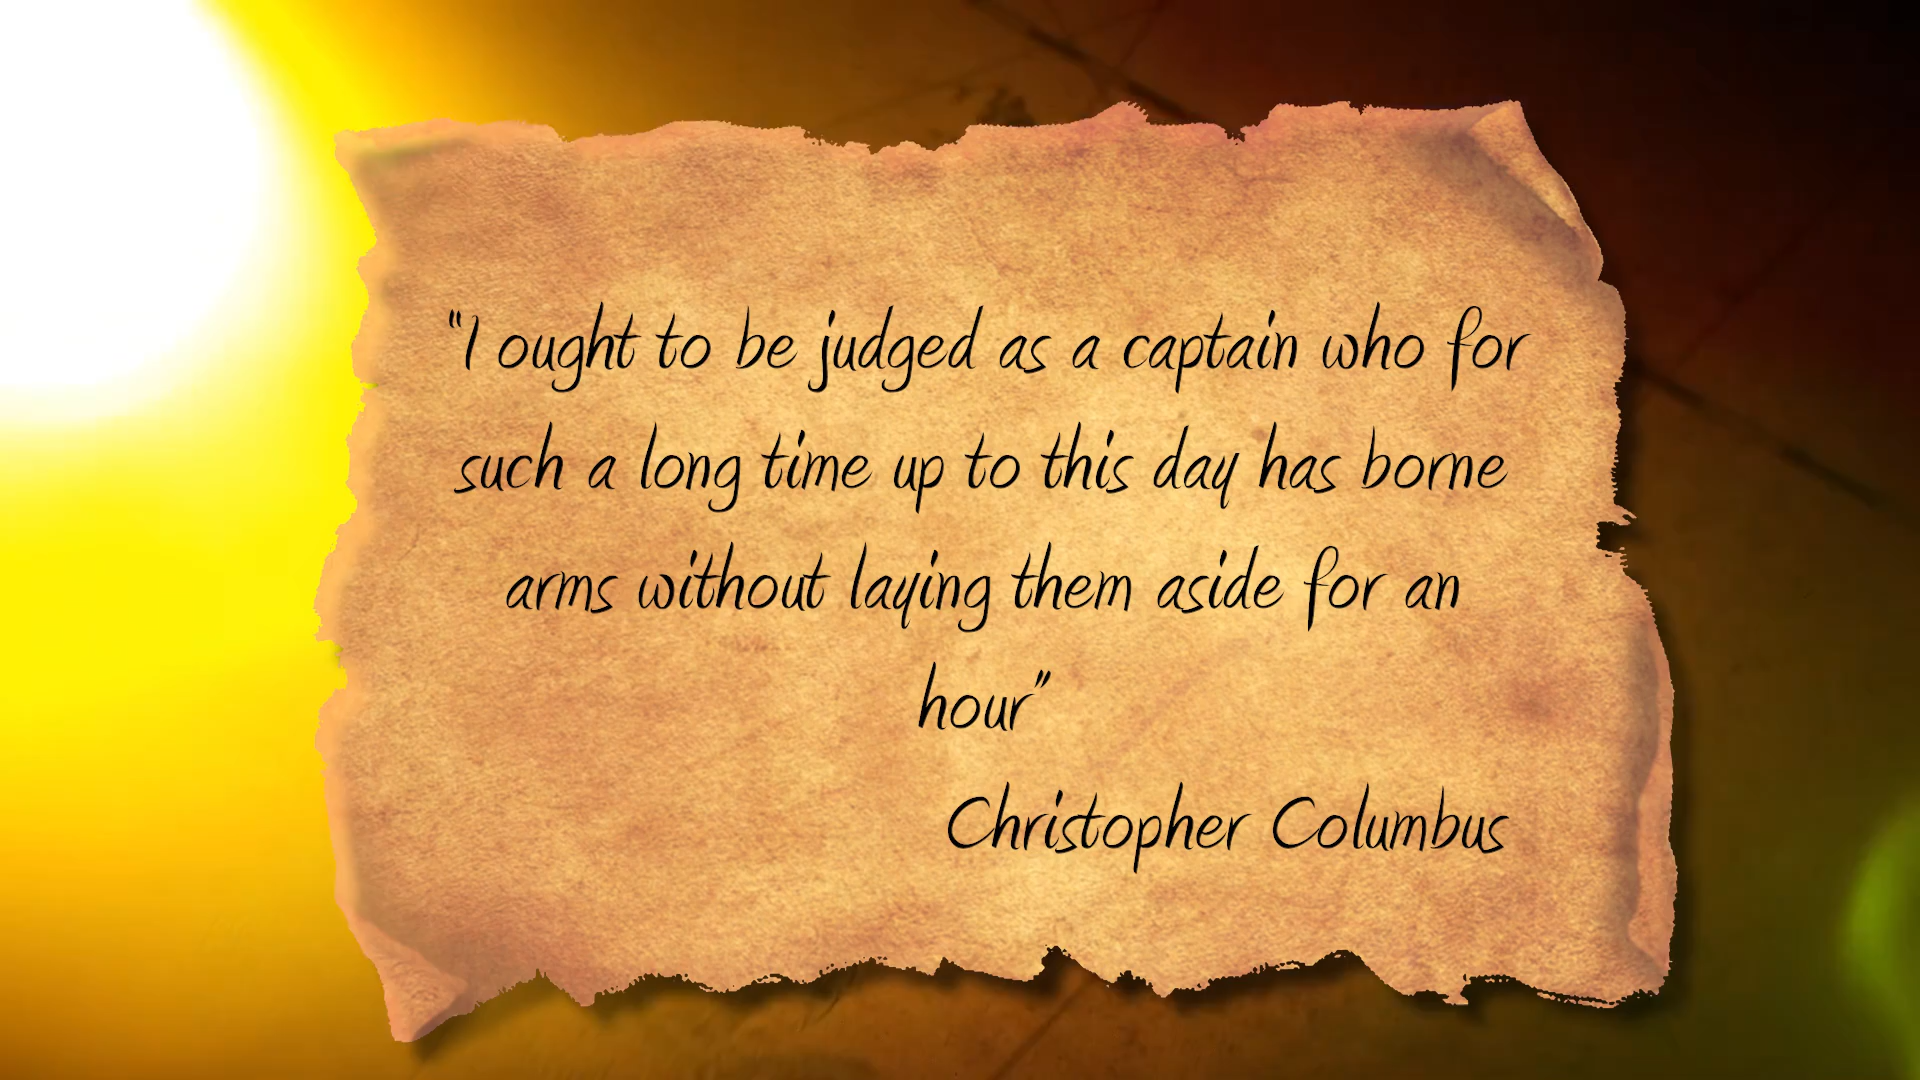 "I ought to be judged as a captain who for
such a long time up to this day has borne
arms without laying them aside for an
hour"
Christopher Columbus